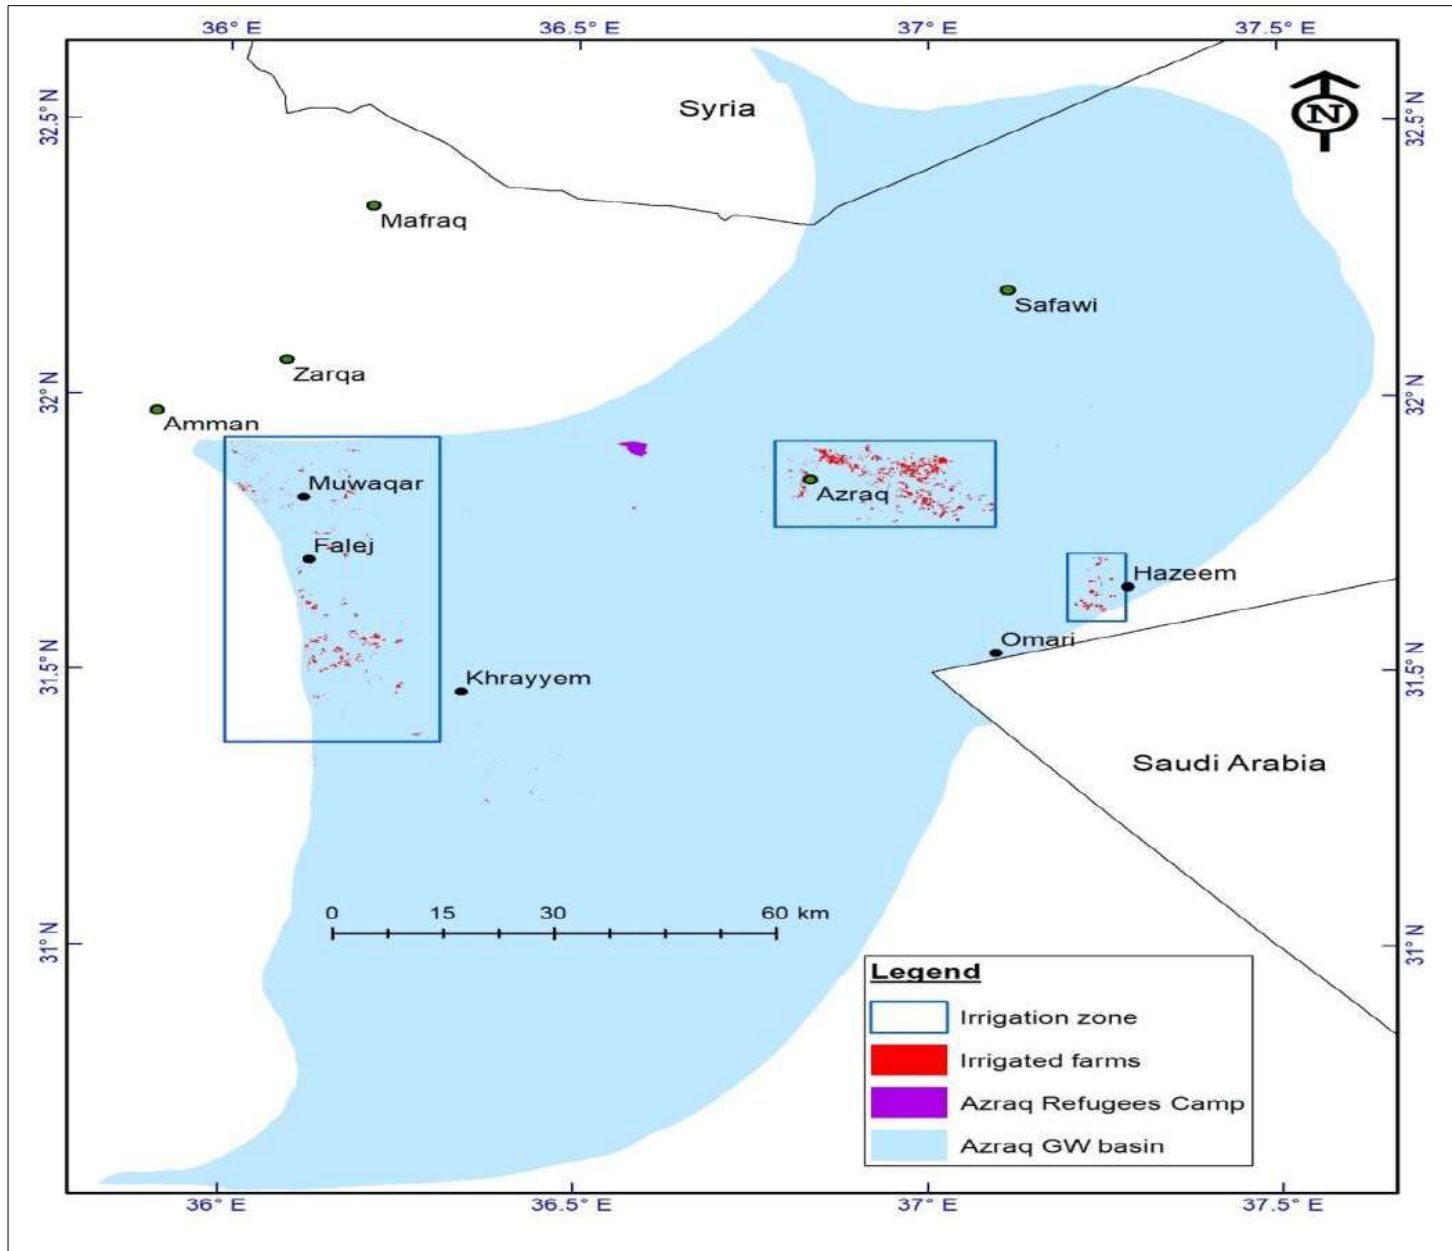 36° E 36.5° E 37° E 37.5° E
32.5° N 32.5° N
Syria
N
Mafraq
Safawi
Zarqa
32° N 32° N
Amman
Muwaqar
Azraq
Falej
Hazeem
Omari
31.5° N 31.5° N
Khrayyem
Saudi Arabia
0 15 30 60 km
31° N 31° N
Legend
Irrigation zone
Irrigated farms
Azraq Refugees Camp
Azraq GW basin
36° E 36.5° E 37° E 37.5° E